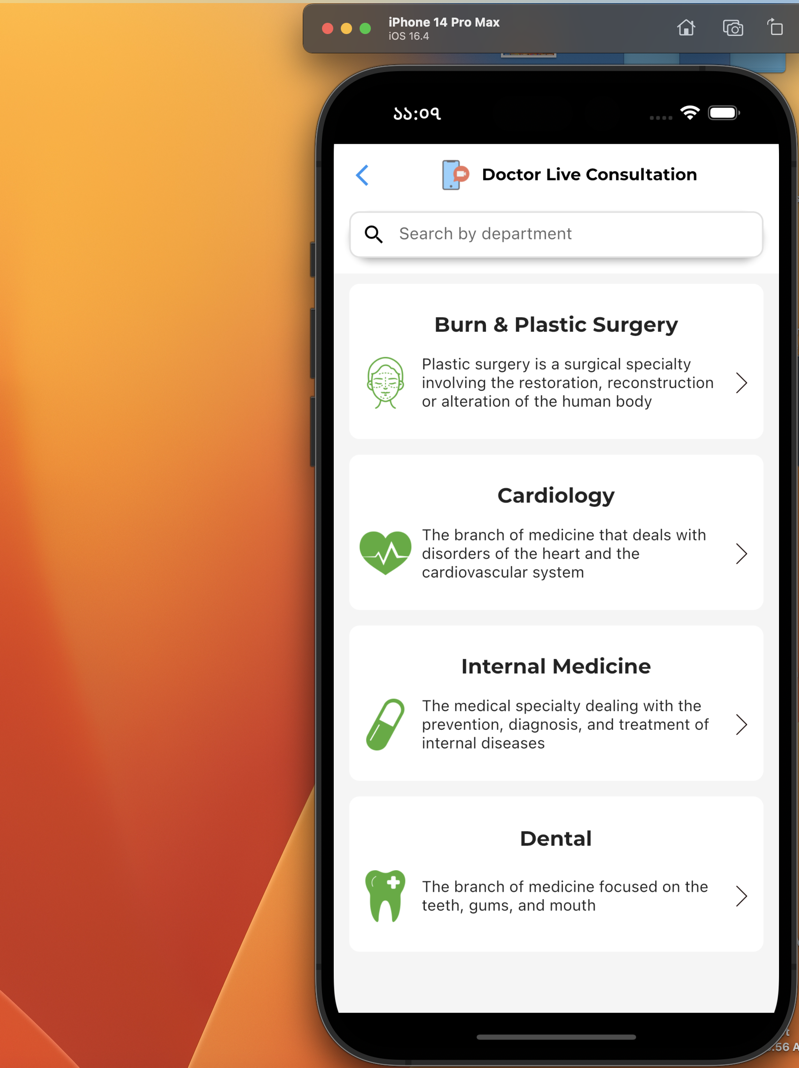 iPhone 14 Pro Max
iOS 16.4
১১:০৭
Doctor Live Consultation
Search by department
Burn & Plastic Surgery
Plastic surgery is a surgical specialty
involving the restoration, reconstruction
or alteration of the human body
Cardiology
The branch of medicine that deals with
disorders of the heart and the
cardiovascular system
Internal Medicine
The medical specialty dealing with the
prevention, diagnosis, and treatment of
internal diseases
Dental
The branch of medicine focused on the
teeth, gums, and mouth